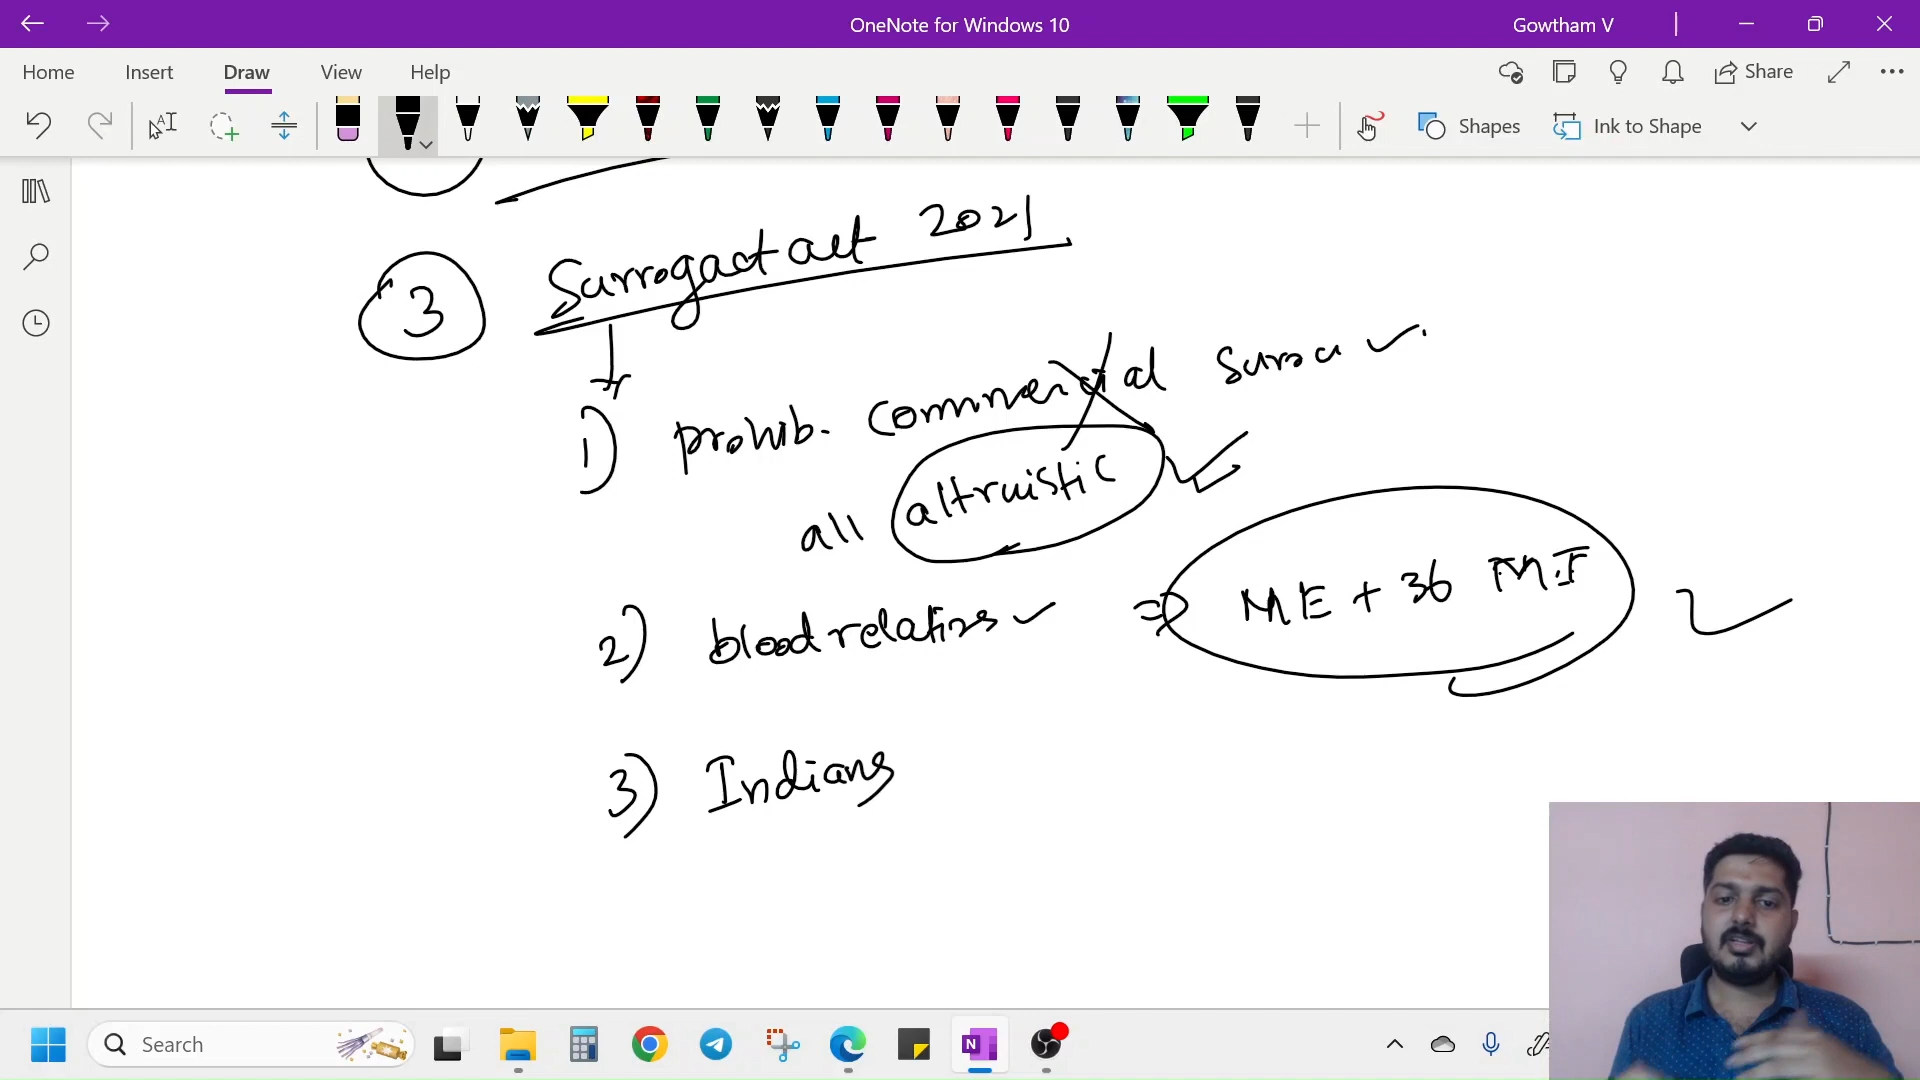 OneNote for Windows 10
Gowtham V
Home Insert Draw View Help
Share
Shapes
Ink to Shape
3 Surrogact act 2021
1) prohib. commercial Surro
all altruistic
2) blood relations ⇒ ME + 36 MI
3) Indians
Search